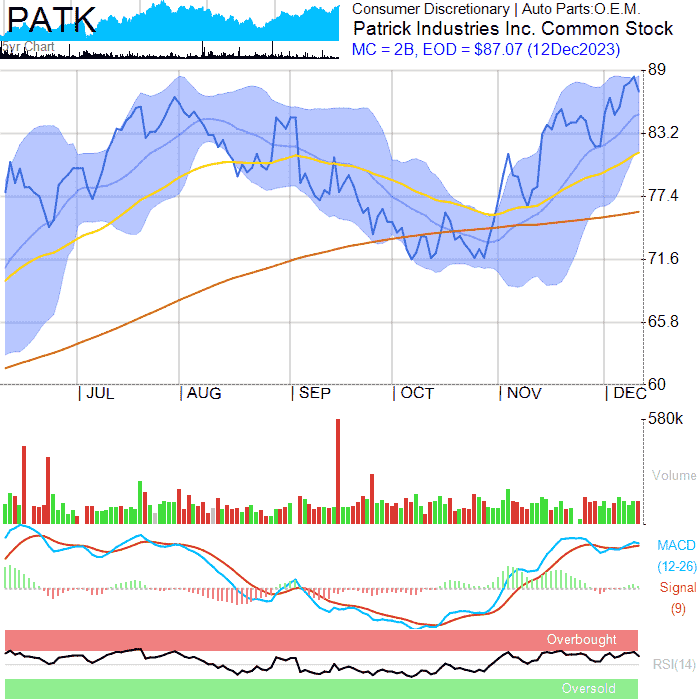 PATK
Consumer Discretionary | Auto Parts:O.E.M.
Patrick Industries Inc. Common Stock
MC = 2B, EOD = $87.07 (12Dec2023)
Chart
89
83.2
77.4
71.6
65.8
60
| JUL | AUG | SEP | OCT | NOV | DEC
580k
Volume
MACD
(12-26)
Signal
(9)
Overbought
RSI(14)
Oversold